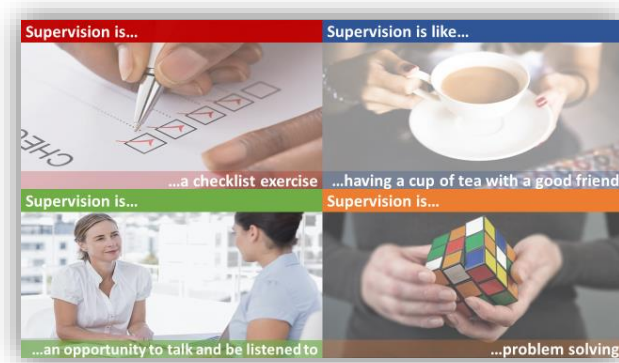 Supervision is...
CHEC
...a checklist exercise
Supervision is like...
...having a cup of tea with a good friend
Supervision is...
...an opportunity to talk and be listened to
Supervision is...
...problem solving